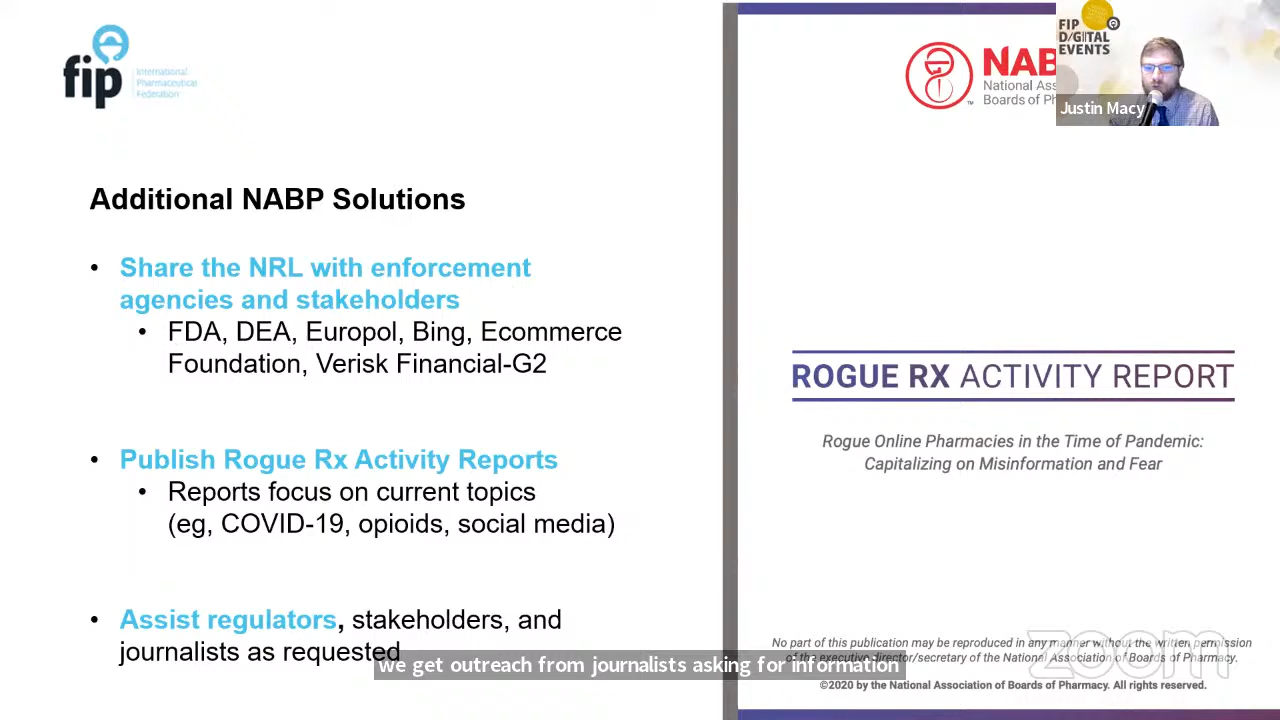 fip
International
Pharmaceutical
Federation
Additional NABP Solutions
• Share the NRL with enforcement
agencies and stakeholders
• FDA, DEA, Europol, Bing, Ecommerce
Foundation, Verisk Financial-G2
• Publish Rogue Rx Activity Reports
• Reports focus on current topics
(eg, COVID-19, opioids, social media)
• Assist regulators, stakeholders, and
journalists as requested
NAB
National Ass
Boards of Ph
TM
FIP
DIGITAL
EVENTS
Justin Macy
ROGUE RX ACTIVITY REPORT
Rogue Online Pharmacies in the Time of Pandemic:
Capitalizing on Misinformation and Fear
No part of this publication may be reproduced in any manner without the written permission
of the executive director/secretary of the National Association of Boards of Pharmacy.
©2020 by the National Association of Boards of Pharmacy. All rights reserved.
zoom
we get outreach from journalists asking for information